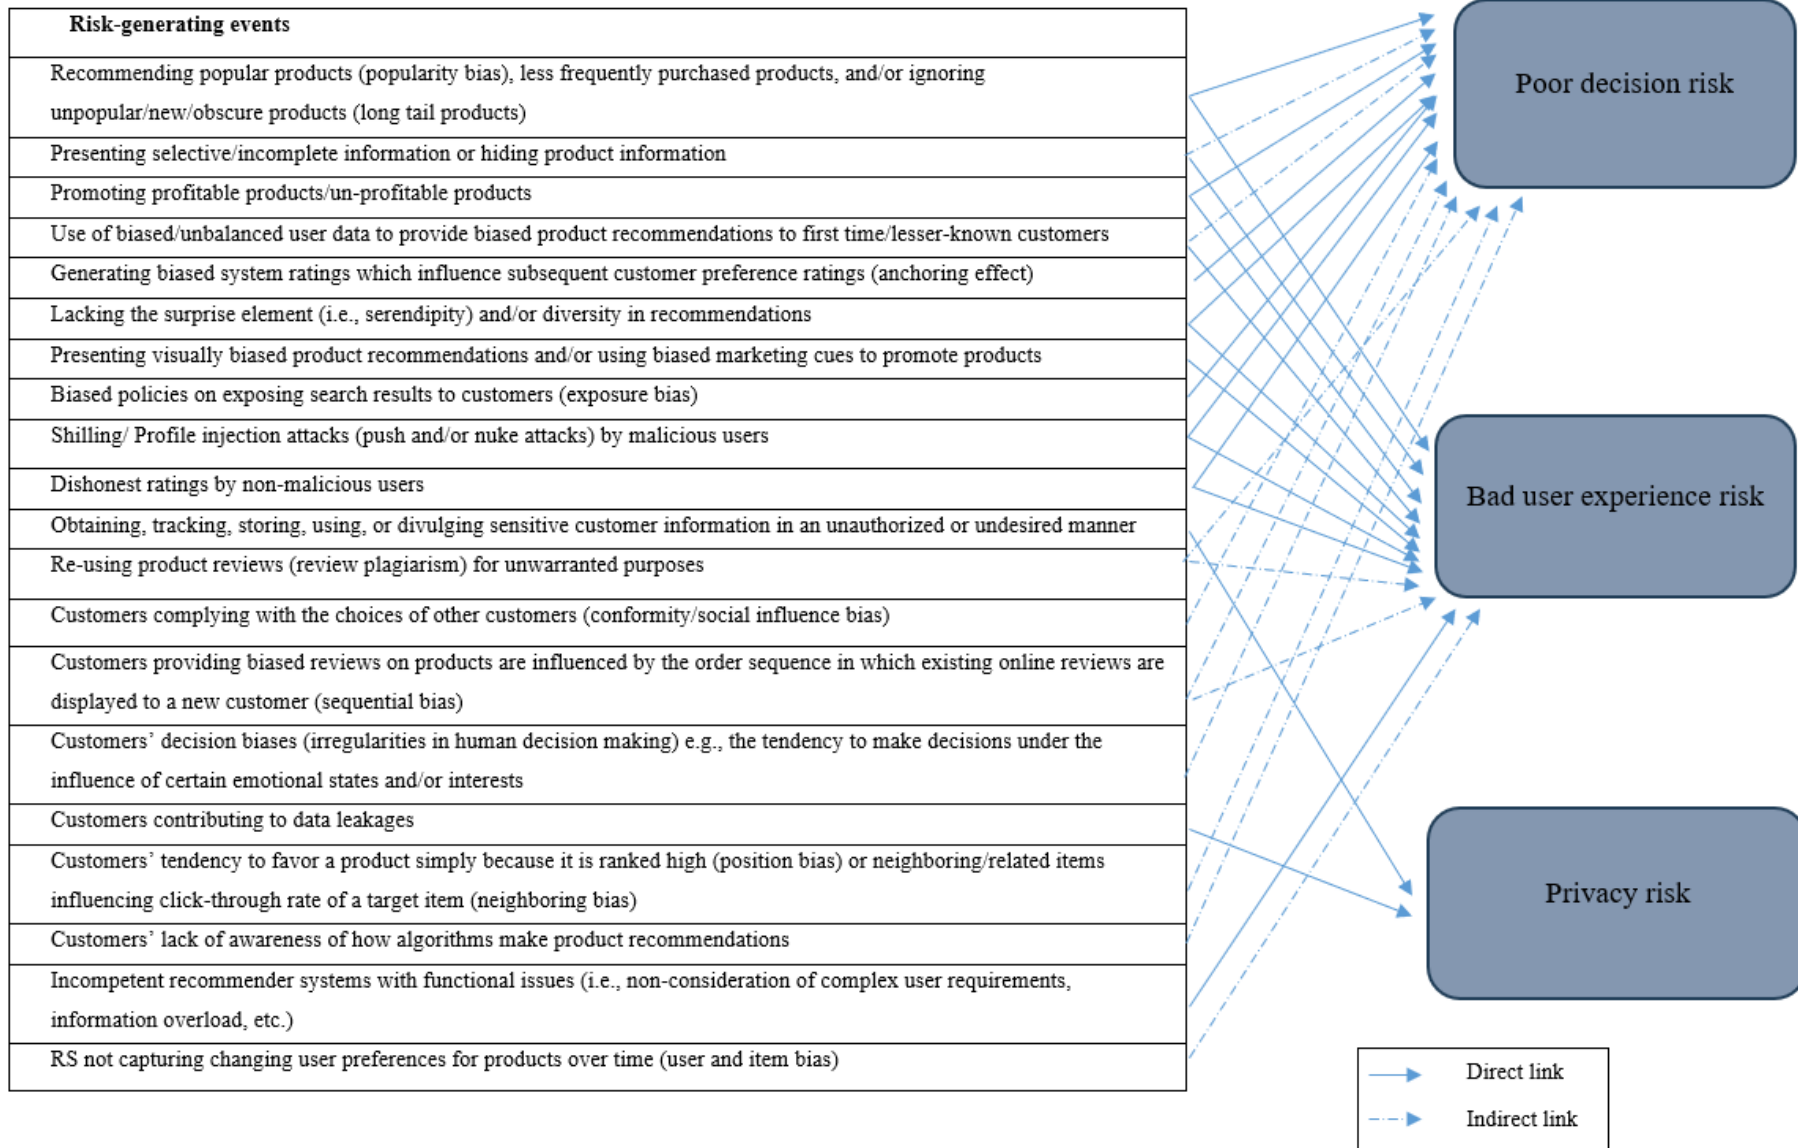 Risk-generating events
Recommending popular products (popularity bias), less frequently purchased products, and/or ignoring
unpopular/new/obscure products (long tail products)
Presenting selective/incomplete information or hiding product information
Promoting profitable products/un-profitable products
Use of biased/unbalanced user data to provide biased product recommendations to first time/lesser-known customers
Generating biased system ratings which influence subsequent customer preference ratings (anchoring effect)
Lacking the surprise element (i.e., serendipity) and/or diversity in recommendations
Presenting visually biased product recommendations and/or using biased marketing cues to promote products
Biased policies on exposing search results to customers (exposure bias)
Shilling/ Profile injection attacks (push and/or nuke attacks) by malicious users
Dishonest ratings by non-malicious users
Obtaining, tracking, storing, using, or divulging sensitive customer information in an unauthorized or undesired manner
Re-using product reviews (review plagiarism) for unwarranted purposes
Customers complying with the choices of other customers (conformity/social influence bias)
Customers providing biased reviews on products are influenced by the order sequence in which existing online reviews are
displayed to a new customer (sequential bias)
Customers’ decision biases (irregularities in human decision making) e.g., the tendency to make decisions under the
influence of certain emotional states and/or interests
Customers contributing to data leakages
Customers’ tendency to favor a product simply because it is ranked high (position bias) or neighboring/related items
influencing click-through rate of a target item (neighboring bias)
Customers’ lack of awareness of how algorithms make product recommendations
Incompetent recommender systems with functional issues (i.e., non-consideration of complex user requirements,
information overload, etc.)
RS not capturing changing user preferences for products over time (user and item bias)
Poor decision risk
Bad user experience risk
Privacy risk
Direct link
Indirect link